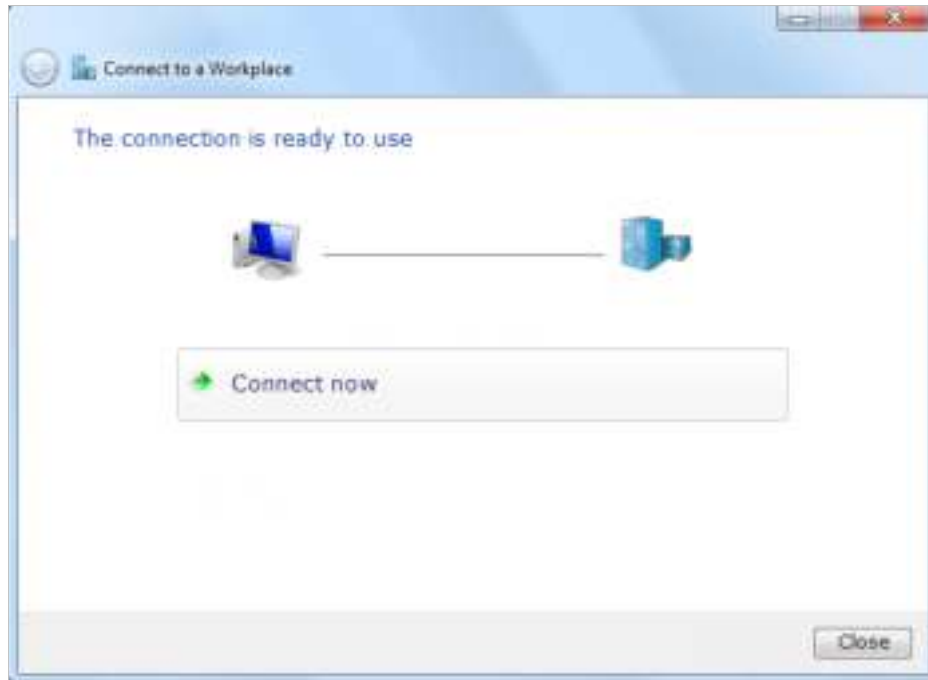 Connect to a Workplace
The connection is ready to use
Connect now
Close